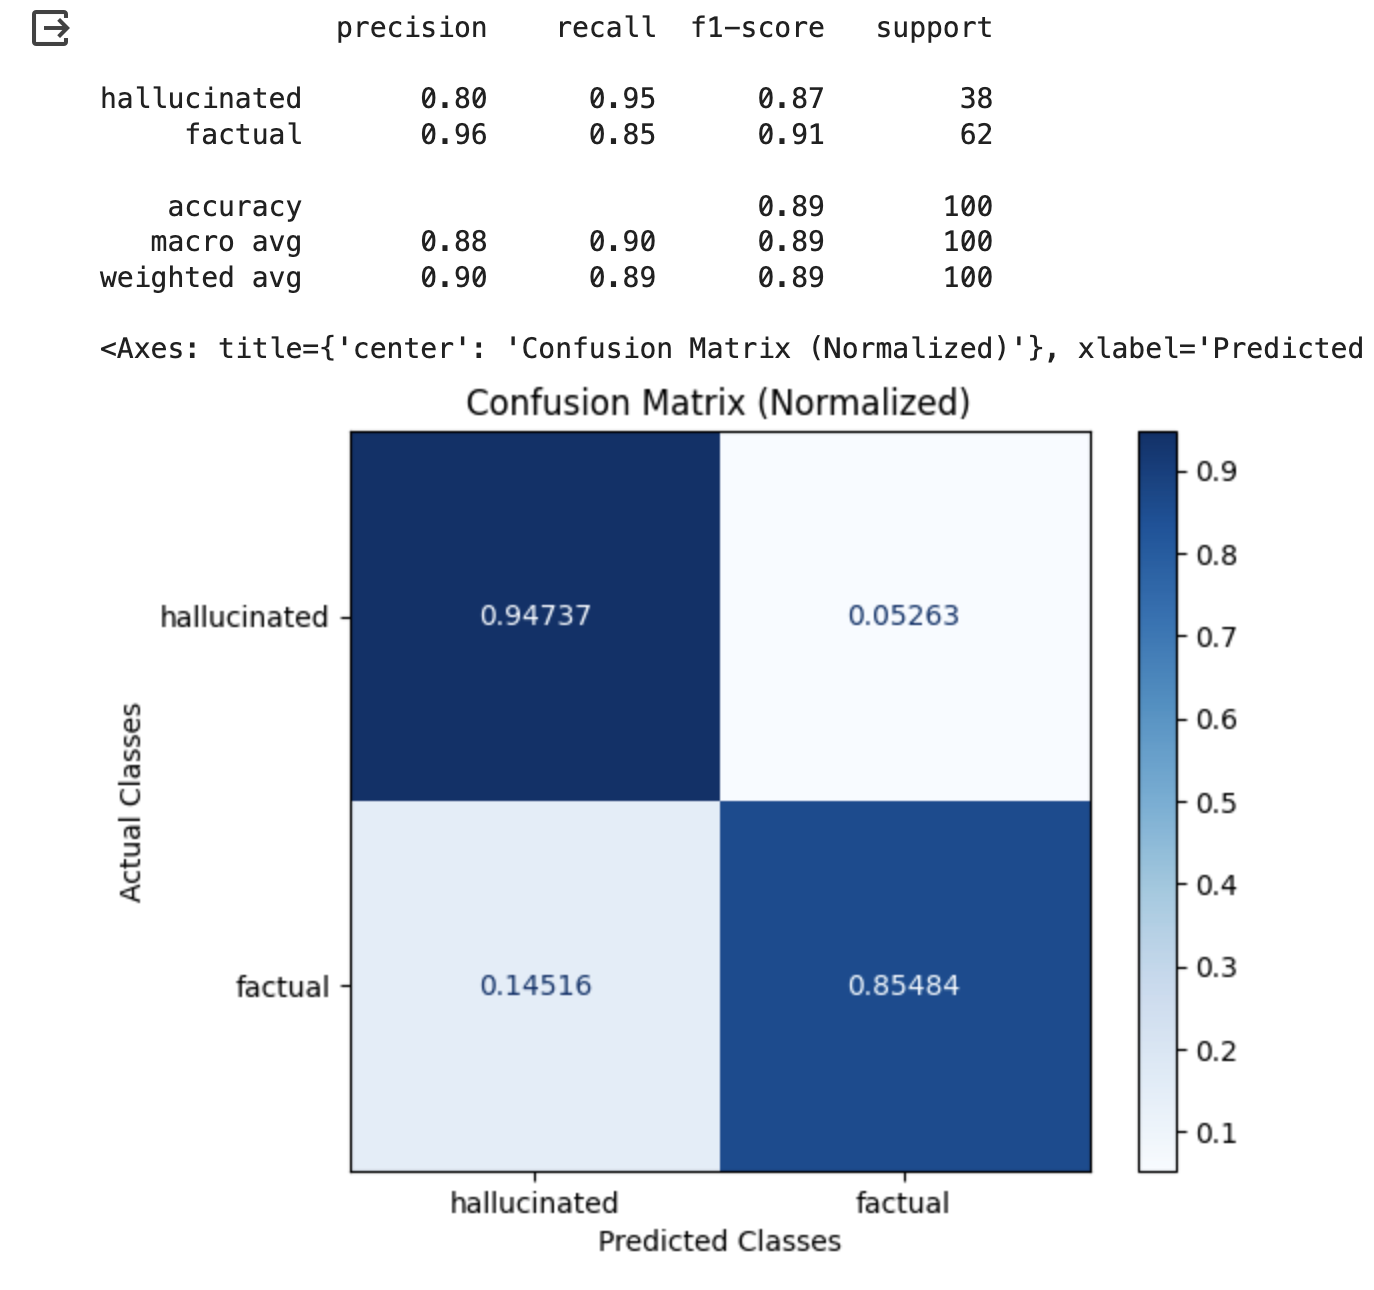 precision recall f1-score support
hallucinated 0.80 0.95 0.87 38
factual 0.96 0.85 0.91 62
accuracy 0.89 100
macro avg 0.88 0.90 0.89 100
weighted avg 0.90 0.89 0.89 100
<Axes: title={'center': 'Confusion Matrix (Normalized)'}, xlabel='Predicted
Confusion Matrix (Normalized)
hallucinated 0.94737 0.05263
factual 0.14516 0.85484
Actual Classes
hallucinated factual
Predicted Classes
0.9
0.8
0.7
0.6
0.5
0.4
0.3
0.2
0.1